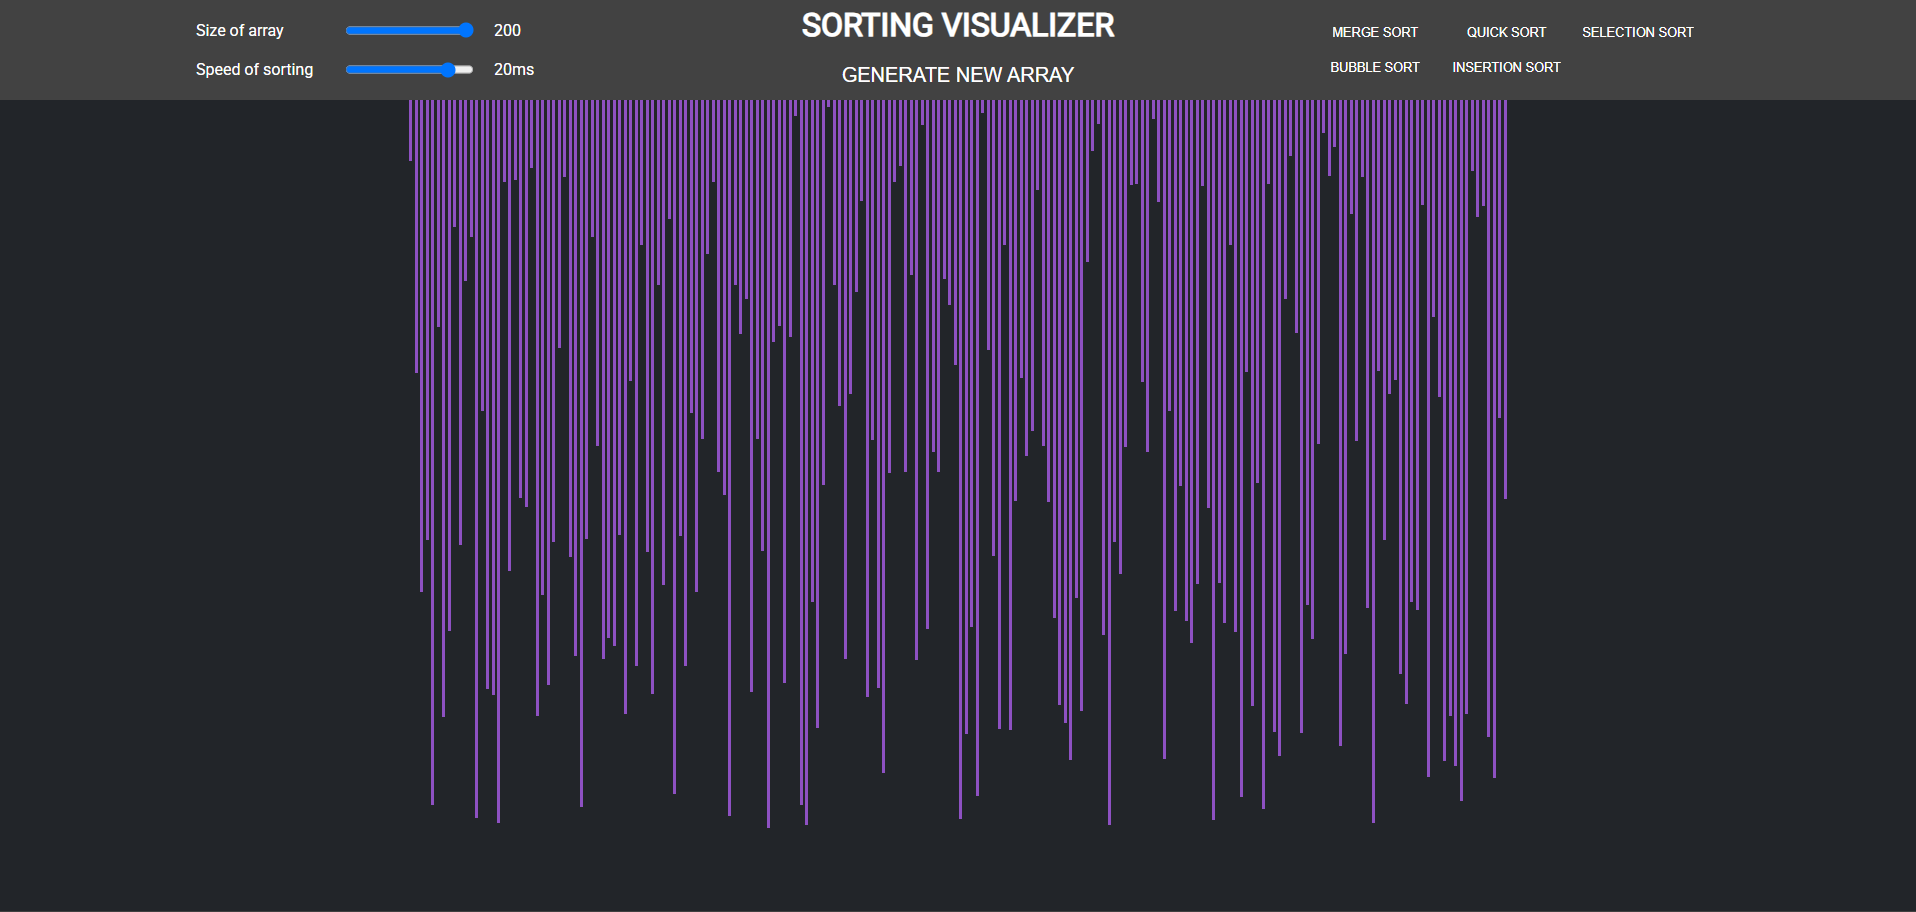 Size of array 200
Speed of sorting 20ms
SORTING VISUALIZER
GENERATE NEW ARRAY
MERGE SORT QUICK SORT SELECTION SORT
BUBBLE SORT INSERTION SORT